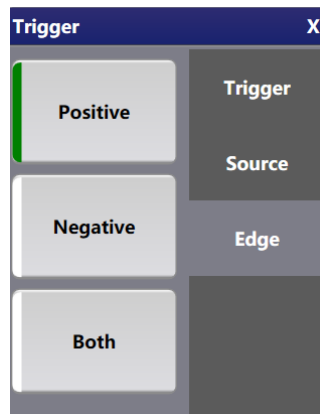 Trigger X
Positive
Negative
Both
Trigger
Source
Edge